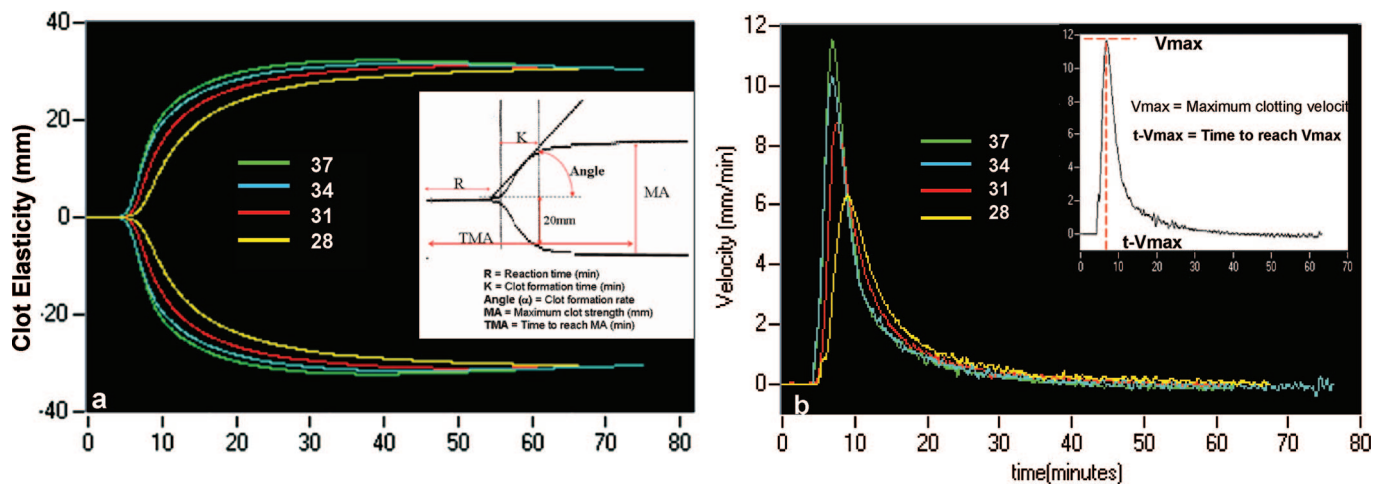 40
20
0
-20
-40
Clot Elasticity (mm)
37
34
31
28
R
K
Angle
MA
20mm
TMA
R = Reaction time (min)
K = Clot formation time (min)
Angle (α) = Clot formation rate
MA = Maximum clot strength (mm)
TMA = Time to reach MA (min)
a
0 10 20 30 40 50 60 70 80
12
10
8
6
4
2
0
Velocity (mm/min)
37
34
31
28
12
10
8
6
4
2
0
Vmax
Vmax = Maximum clotting velocit
t-Vmax = Time to reach Vmax
t-Vmax
0 10 20 30 40 50 60 70
b
0 10 20 30 40 50 60 70 80
time(minutes)